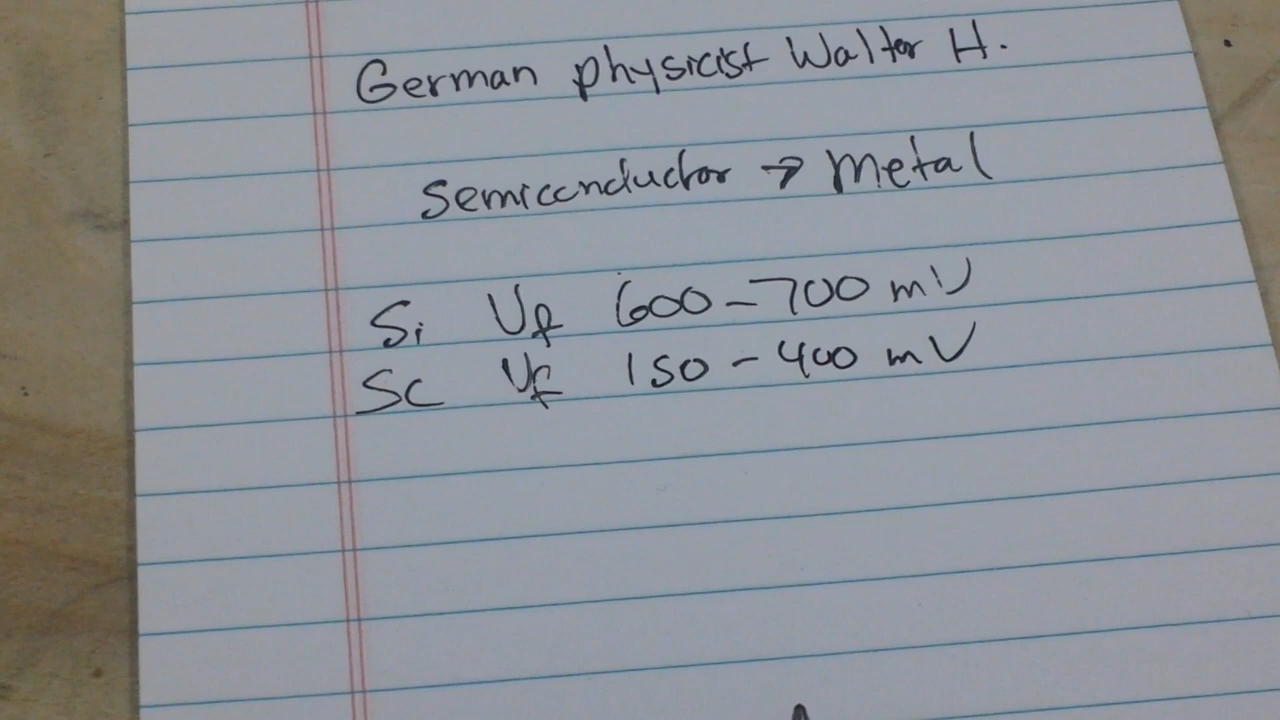 German physicist Walter H.
Semiconductor → Metal
Si Vf 600-700 mV
SC Vf 150-400 mV